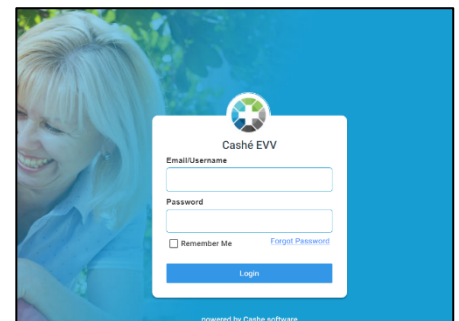 Cashé EVV
Email/Username
Password
Remember Me Forgot Password
Login
powered by Cashe software